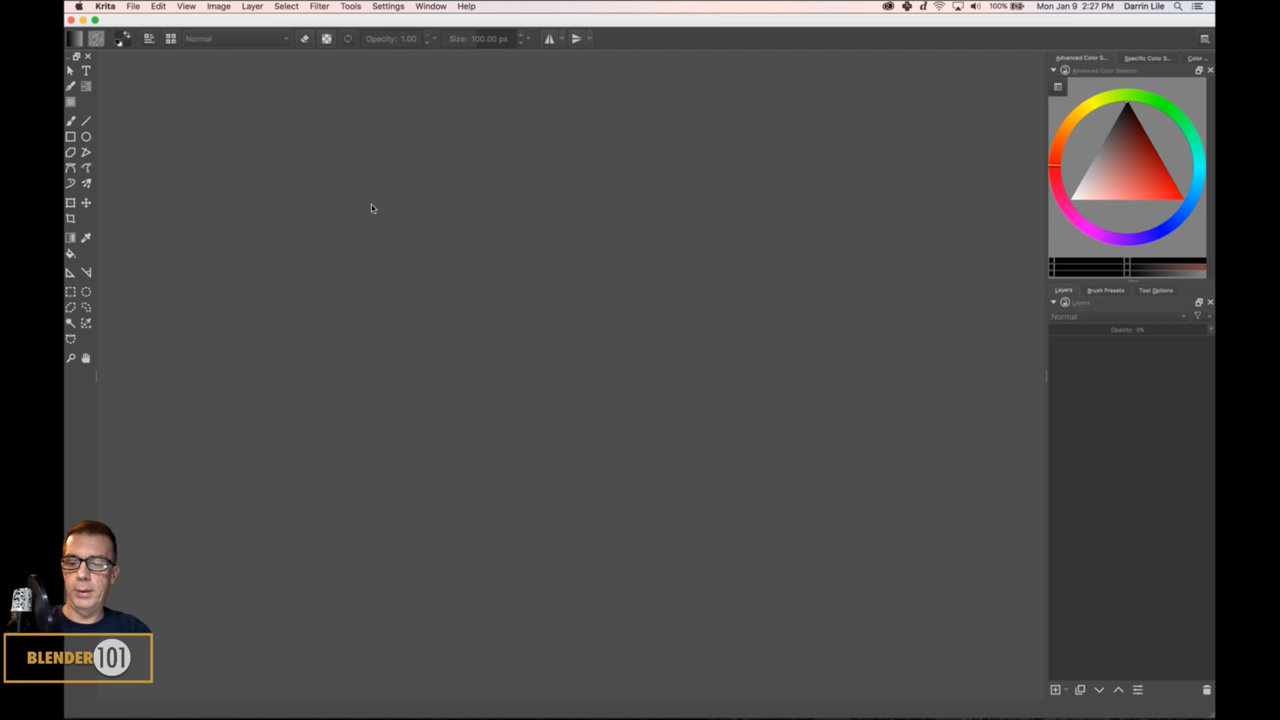 Krita File Edit View Image Layer Select Filter Tools Settings Window Help 100% Mon Jan 9 2:27 PM Darrin Lile
Normal Opacity: 1.00 Size: 100.00 px
Advanced Color S... Specific Color S... Color ...
Advanced Color Selector
Layers Brush Presets Tool Options
Layers
Normal
Opacity: 0%
BLENDER 101